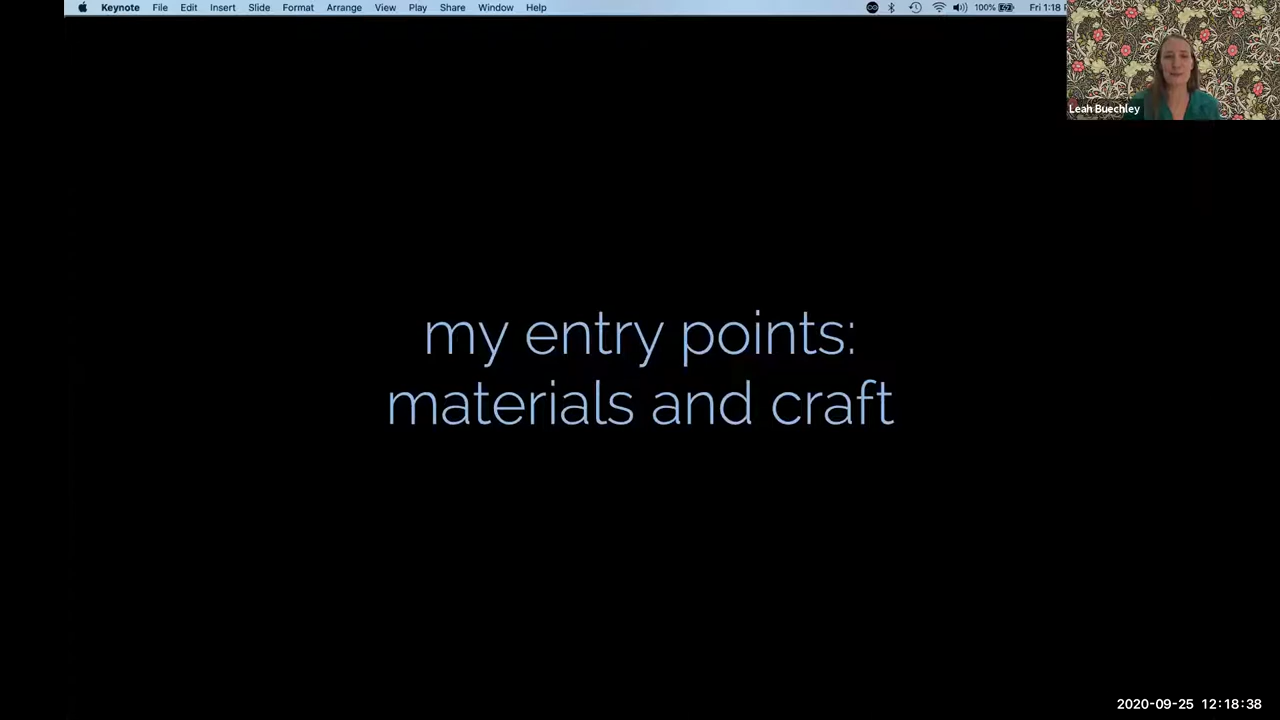 Keynote File Edit Insert Slide Format Arrange View Play Share Window Help 100% Fri 1:18
Leah Buechley
my entry points:
materials and craft
2020-09-25 12:18:38